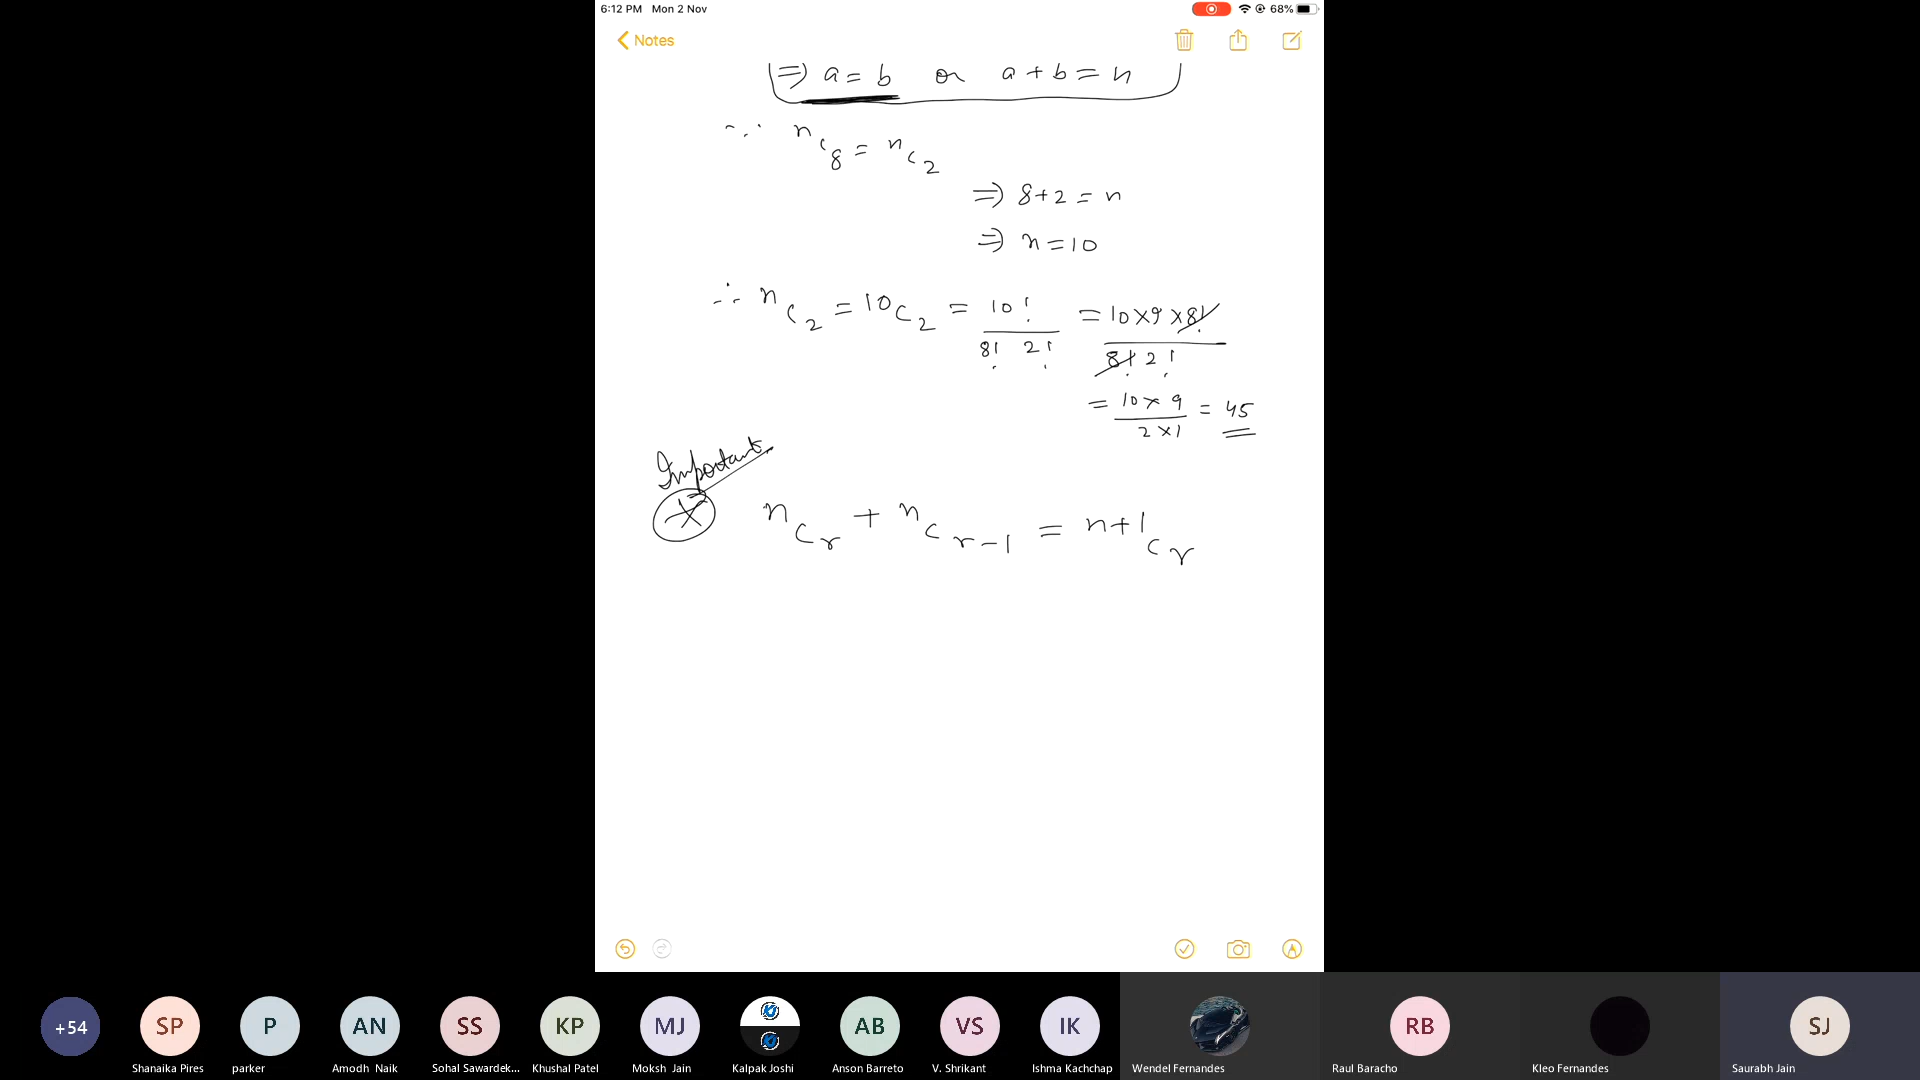 6:12 PM Mon 2 Nov 68%
Notes
⇒ a = b or a + b = n
∵ nC8 = nC2
⇒ 8+2 = n
⇒ n = 10
∴ nC2 = 10C2 = 10! / 8! 2! = 10×9×8! / 8! 2!
= 10×9 / 2×1 = 45
Important
nCr + nCr-1 = n+1Cr
+54 SP P AN SS KP MJ AB VS IK RB SJ
Shanaika Pires parker Amodh Naik Sohal Sawardek... Khushal Patel Moksh Jain Kalpak Joshi Anson Barreto V. Shrikant Ishma Kachchap Wendel Fernandes Raul Baracho Kleo Fernandes Saurabh Jain